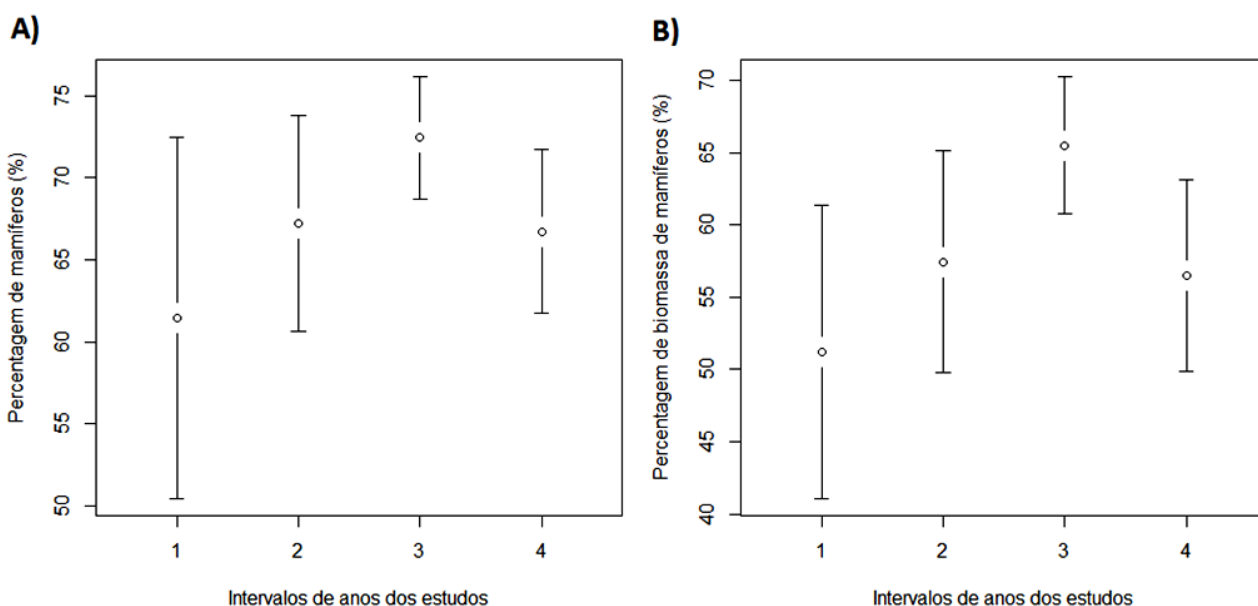 A)
Percentagem de mamíferos (%)
75
70
65
60
55
50
1 2 3 4
Intervalos de anos dos estudos
B)
Percentagem de biomassa de mamíferos (%)
70
65
60
55
50
45
40
1 2 3 4
Intervalos de anos dos estudos